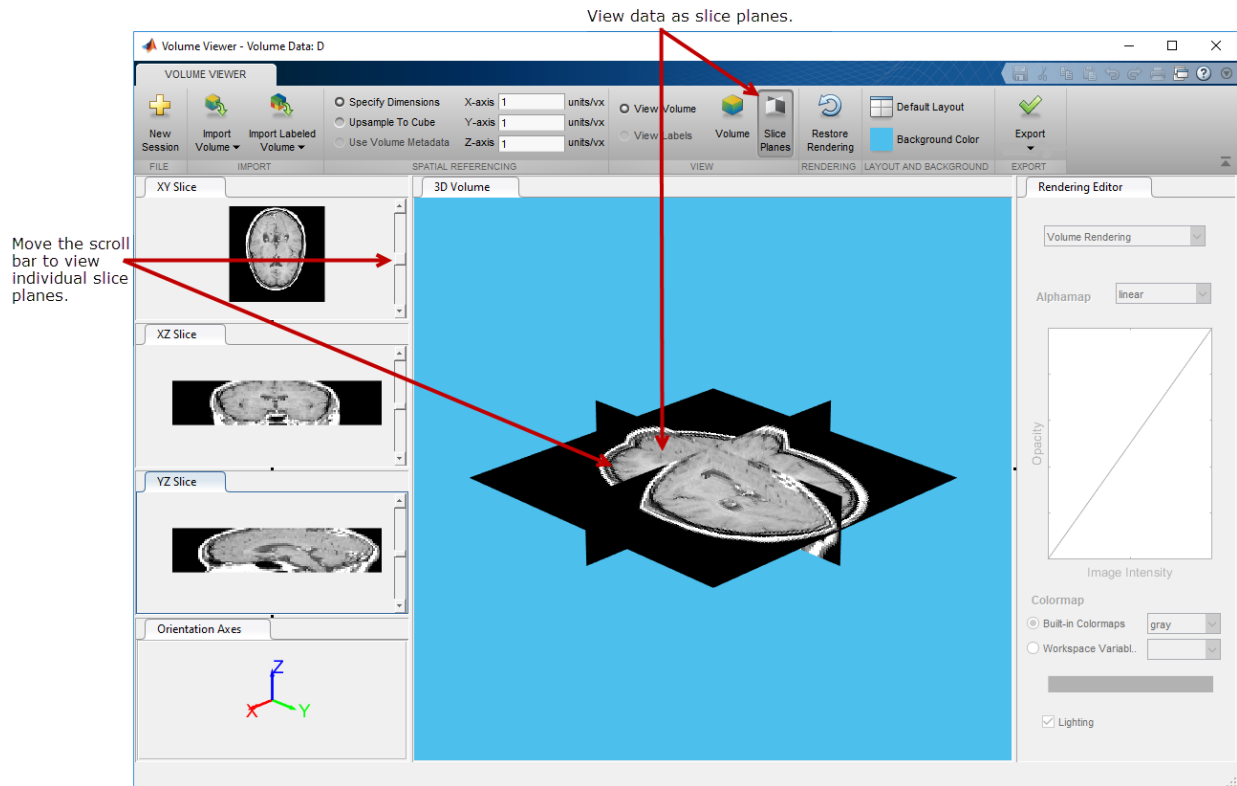 View data as slice planes.
Volume Viewer - Volume Data: D
VOLUME VIEWER
New Session
Import Volume
Import Labeled Volume
Specify Dimensions
Upsample To Cube
Use Volume Metadata
X-axis 1 units/vx
Y-axis 1 units/vx
Z-axis 1 units/vx
View Volume
View Labels
Volume
Slice Planes
Restore Rendering
Default Layout
Background Color
Export
FILE
IMPORT
SPATIAL REFERENCING
VIEW
RENDERING
LAYOUT AND BACKGROUND
EXPORT
XY Slice
3D Volume
Rendering Editor
Move the scroll
bar to view
individual slice
planes.
XZ Slice
YZ Slice
Orientation Axes
Z
X
Y
Volume Rendering
Alphamap linear
Opacity
Image Intensity
Colormap
Built-in Colormaps gray
Workspace Variabl..
Lighting